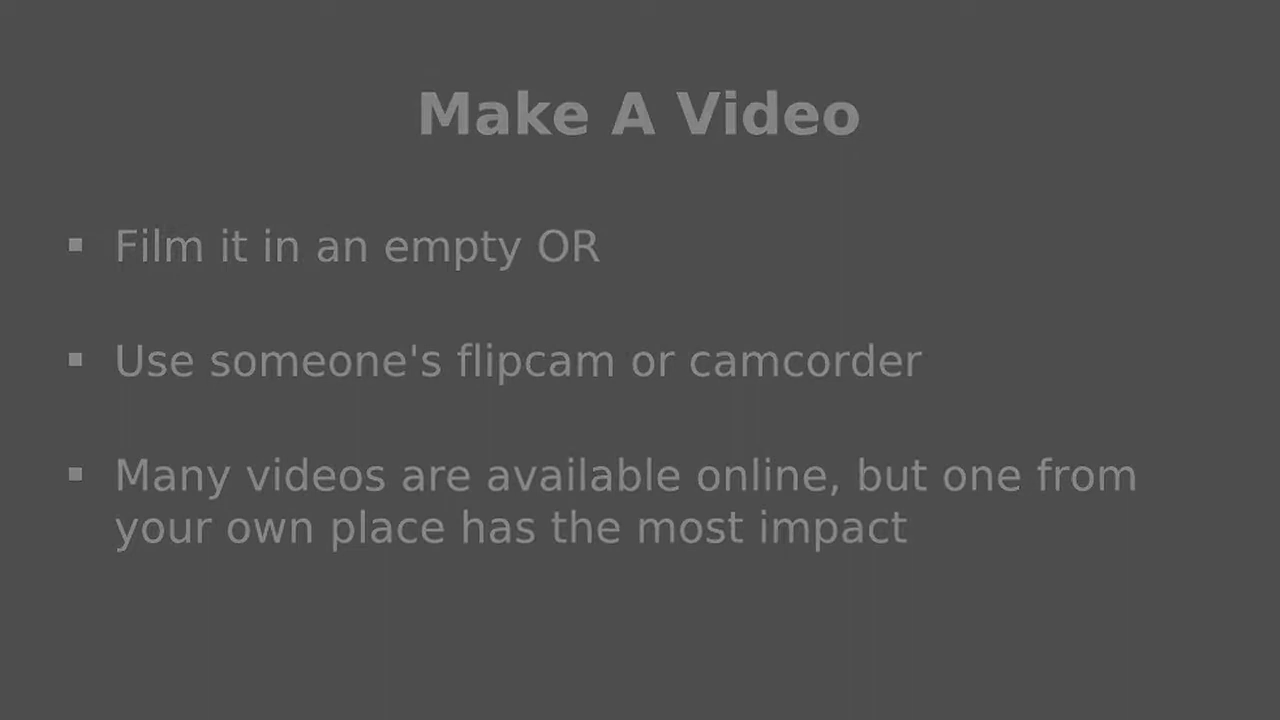 Make A Video
▪ Film it in an empty OR
▪ Use someone's flipcam or camcorder
▪ Many videos are available online, but one from
your own place has the most impact